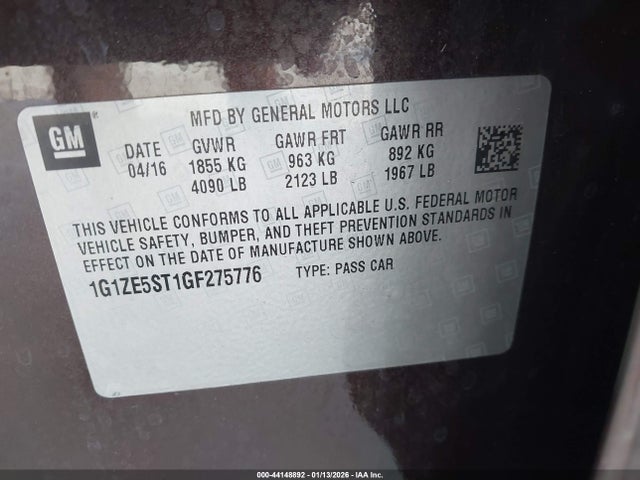 MFD BY GENERAL MOTORS LLC
GM
DATE GVWR GAWR FRT GAWR RR
04/16 1855 KG 963 KG 892 KG
4090 LB 2123 LB 1967 LB
THIS VEHICLE CONFORMS TO ALL APPLICABLE U.S. FEDERAL MOTOR
VEHICLE SAFETY, BUMPER, AND THEFT PREVENTION STANDARDS IN
EFFECT ON THE DATE OF MANUFACTURE SHOWN ABOVE.
1G1ZE5ST1GF275776 TYPE: PASS CAR
000-44148892 - 01/13/2026 - IAA Inc.